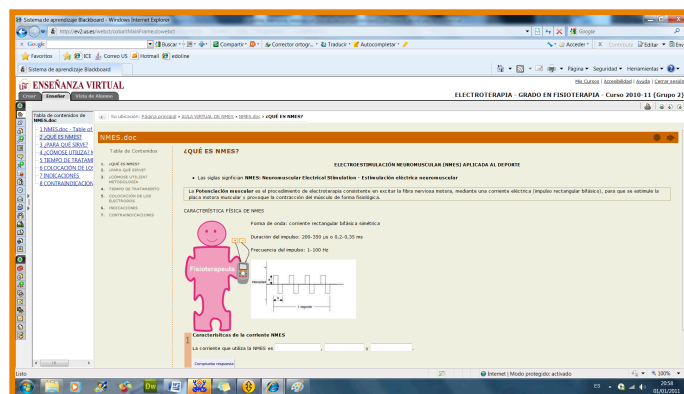 Sistema de aprendizaje Blackboard - Windows Internet Explorer
Google
Google
Buscar
Compartir
Corrector ortogr...
Traducir
Autocompletar
Acceder
Editar
Favoritos
ICE
Correo US
Hotmail
edoline
Sistema de aprendizaje Blackboard
Página
Seguridad
Herramientas
ENSEÑANZA VIRTUAL
Mis Cursos | Accesibilidad | Ayuda | Cerrar sesión
Crear
Enseñar
Vista de Alumno
ELECTROTERAPIA - GRADO EN FISIOTERAPIA - Curso 2010-11 (Grupo 2)
Tabla de contenidos de
NMES.doc
Su ubicación: Página principal > AULA VIRTUAL DE NMES > NMES.doc > ¿QUÉ ES NMES?
1 NMES.doc - Table of
2 ¿QUÉ ES NMES?
3 ¿PARA QUÉ SIRVE?
4 ¿CÓMOSE UTILIZA?
5 TIEMPO DE TRATAM
6 COLOCACIÓN DE LO
7 INDICACIONES
8 CONTRAINDICACION
NMES.doc
Tabla de Contenidos
1. ¿QUÉ ES NMES?
2. ¿PARA QUÉ SIRVE?
3. ¿CÓMOSE UTILIZA?
METODOLOGÍA
4. TIEMPO DE TRATAMIENTO
5. COLOCACIÓN DE LOS
ELECTRODOS
6. INDICACIONES
7. CONTRAINDICACIONES
¿QUÉ ES NMES?
ELECTROESTIMULACIÓN NEUROMUSCULAR (NMES) APLICADA AL DEPORTE
• Las siglas significan NMES: Neuromuscular Electrical Stimulation - Estimulación eléctrica neuromuscular
La Potenciación muscular es el procedimiento de electroterapia consistente en excitar la fibra nerviosa motora, mediante una corriente eléctrica (impulso rectangular bifásico), para que se estimule la
placa motora muscular y provoque la contracción del músculo de forma fisiológica.
CARACTERÍSTICA FÍSICA DE NMES
Forma de onda: corriente rectangular bifásica simétrica
Duración del impulso: 200-350 µs o 0,2-0,35 ms
Frecuencia del impulso: 1-100 Hz
Fisioterapeuta
Intensidad
1 segundo
1
Caracterísitcas de la corriente NMES
La corriente que utiliza la NMES es , y .
Comprueba respuesta
Listo
Internet | Modo protegido: activado
100%
Dw
ES
20:58
01/01/2011